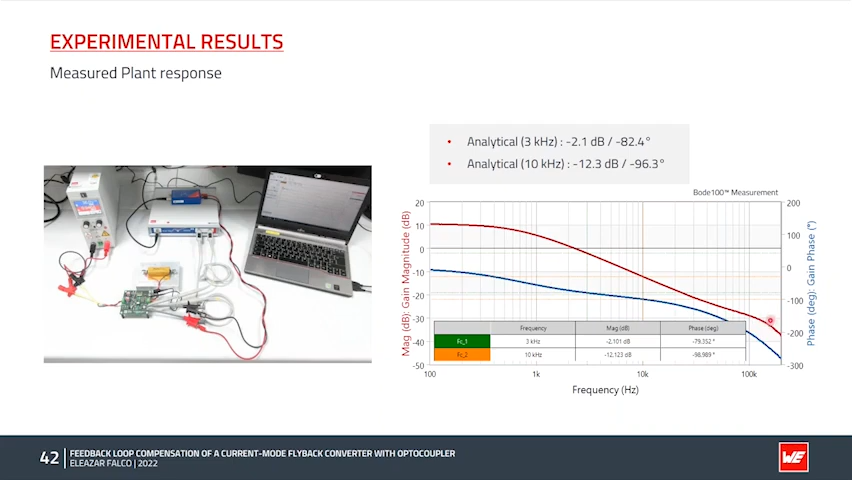 EXPERIMENTAL RESULTS
Measured Plant response
• Analytical (3 kHz) : -2.1 dB / -82.4°
• Analytical (10 kHz) : -12.3 dB / -96.3°
Bode100™ Measurement
Mag (dB): Gain Magnitude (dB)
20
10
0
-10
-20
-30
-40
-50
200
100
0
-100
-200
-300
Phase (deg): Gain Phase (°)
Frequency Mag (dB) Phase (deg)
Fc_1 3 kHz -2.101 dB -79.352 °
Fc_2 10 kHz -12.123 dB -98,989 °
100 1k 10k 100k
Frequency (Hz)
42
FEEDBACK LOOP COMPENSATION OF A CURRENT-MODE FLYBACK CONVERTER WITH OPTOCOUPLER
ELEAZAR FALCO | 2022
WE